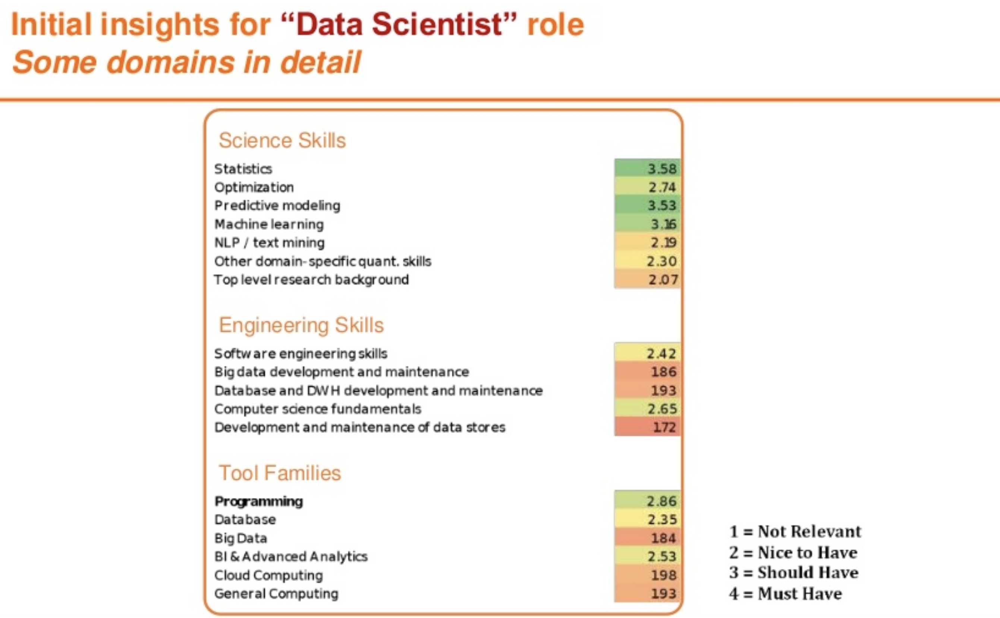 Initial insights for “Data Scientist” role
Some domains in detail
Science Skills
Statistics 3.58
Optimization 2.74
Predictive modeling 3.53
Machine learning 3.16
NLP / text mining 2.19
Other domain-specific quant. skills 2.30
Top level research background 2.07
Engineering Skills
Software engineering skills 2.42
Big data development and maintenance 186
Database and DWH development and maintenance 193
Computer science fundamentals 2.65
Development and maintenance of data stores 172
Tool Families
Programming 2.86
Database 2.35
Big Data 184
BI & Advanced Analytics 2.53
Cloud Computing 198
General Computing 193
1 = Not Relevant
2 = Nice to Have
3 = Should Have
4 = Must Have